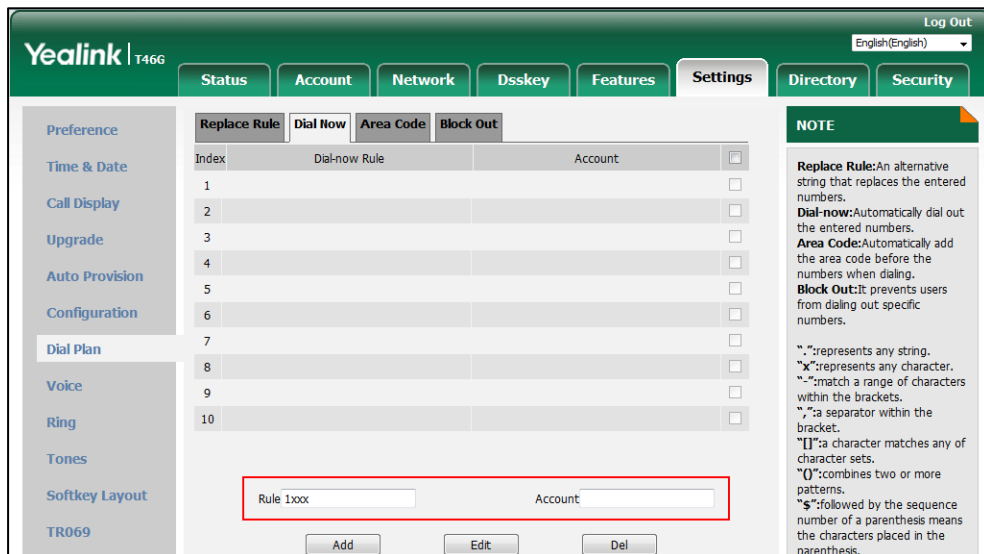 Log Out
Yealink | T46G
English(English)
Status Account Network Dsskey Features Settings Directory Security
Preference
Time & Date
Call Display
Upgrade
Auto Provision
Configuration
Dial Plan
Voice
Ring
Tones
Softkey Layout
TR069
Replace Rule Dial Now Area Code Block Out
Index Dial-now Rule Account
1
2
3
4
5
6
7
8
9
10
Rule 1xxx Account
Add Edit Del
NOTE
Replace Rule:An alternative
string that replaces the entered
numbers.
Dial-now:Automatically dial out
the entered numbers.
Area Code:Automatically add
the area code before the
numbers when dialing.
Block Out:It prevents users
from dialing out specific
numbers.
".":represents any string.
"x":represents any character.
"-":match a range of characters
within the brackets.
",":a separator within the
bracket.
"[]":a character matches any of
character sets.
"()":combines two or more
patterns.
"$":followed by the sequence
number of a parenthesis means
the characters placed in the
parenthesis.